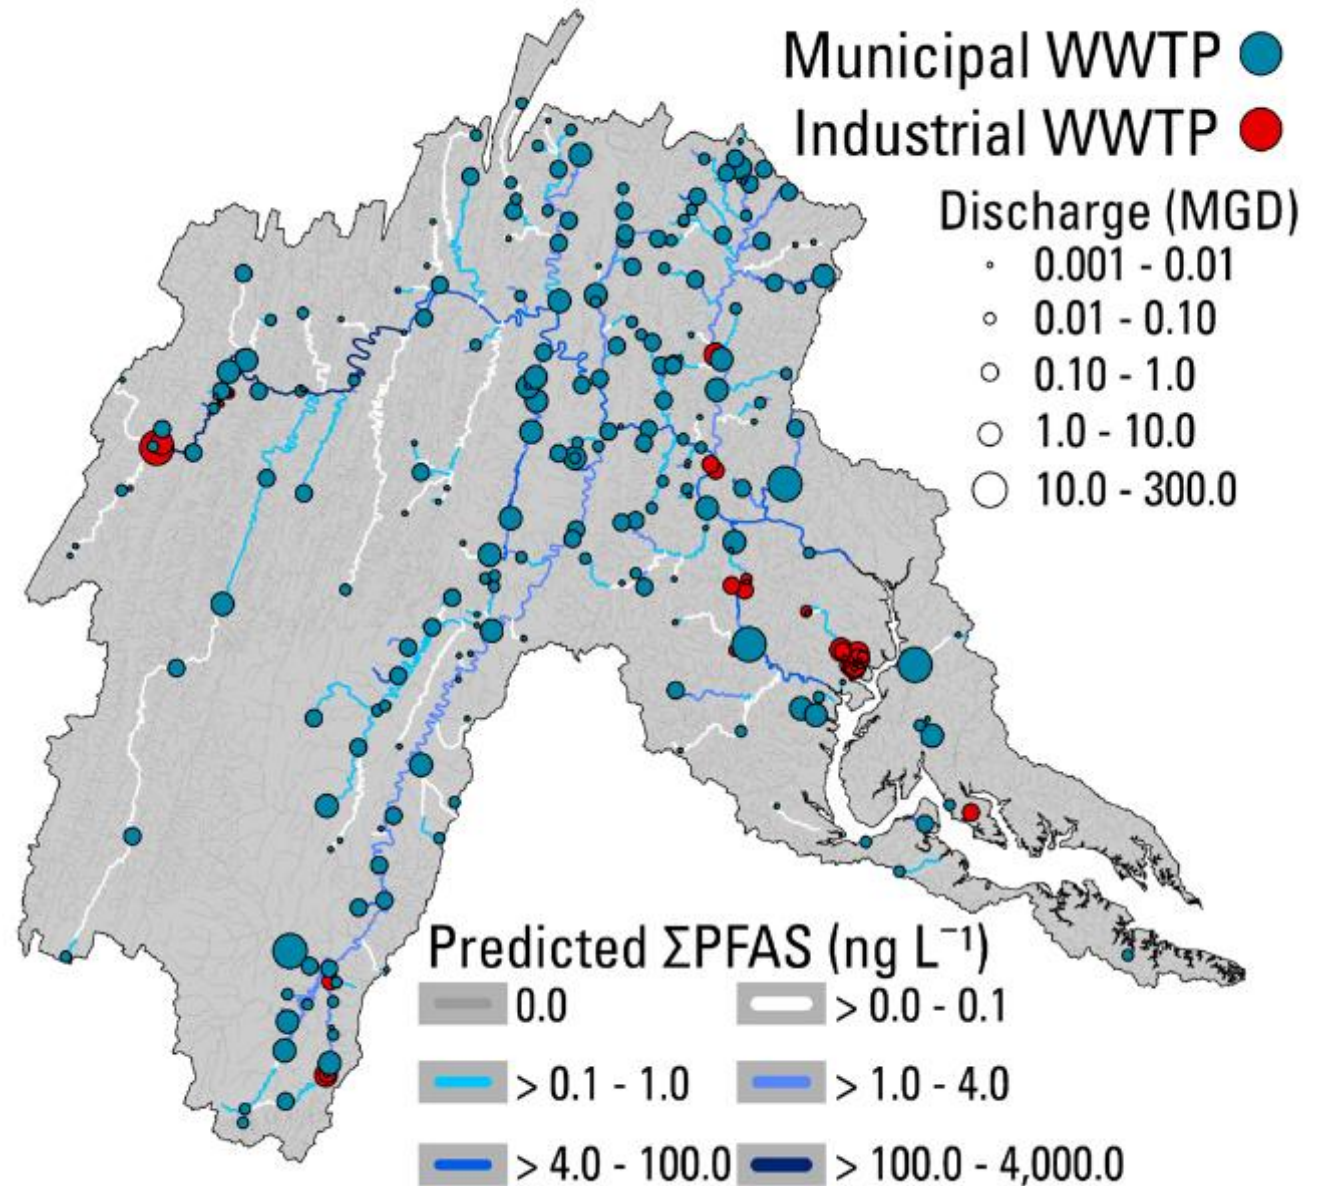 Municipal WWTP
Industrial WWTP
Discharge (MGD)
0.001 - 0.01
0.01 - 0.10
0.10 - 1.0
1.0 - 10.0
10.0 - 300.0
Predicted ΣPFAS (ng L⁻¹)
0.0 > 0.0 - 0.1
> 0.1 - 1.0 > 1.0 - 4.0
> 4.0 - 100.0 > 100.0 - 4,000.0